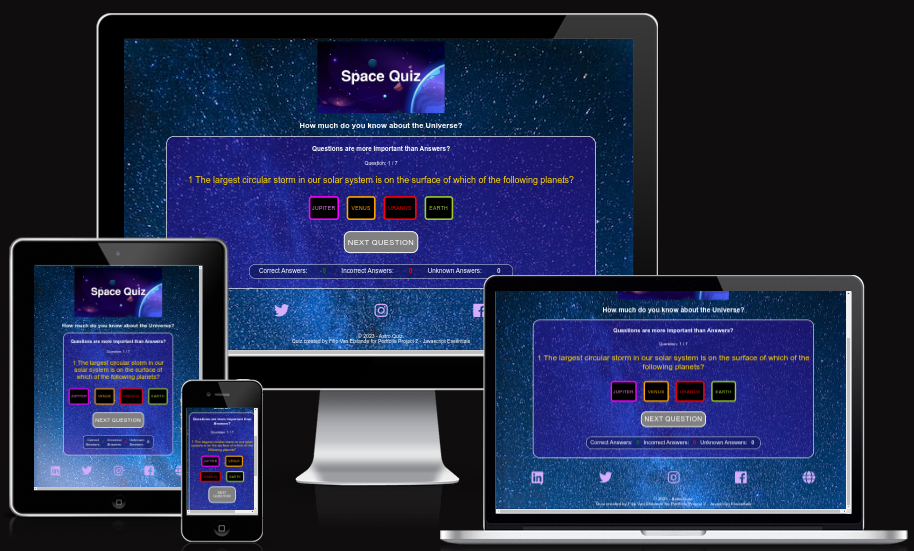 Space Quiz
How much do you know about the Universe?
Questions are more important than Answers?
Question: 1 / 7
1 The largest circular storm in our solar system is on the surface of which of the following planets?
JUPITER VENUS URANUS EARTH
NEXT QUESTION
Correct Answers: 0 Incorrect Answers: 0 Unknown Answers: 0
© 2023 - Astro Quiz
Quiz created by Filip Van Elslande for Portfolio Project 2 - Javascript Essentials
Space Quiz
How much do you know about the Universe?
Questions are more important than Answers?
Question: 1 / 7
1 The largest circular storm in our
solar system is on the surface of
which of the following planets?
JUPITER VENUS URANUS EARTH
NEXT QUESTION
Correct Incorrect Unknown 0
Answers: Answers: Answers:
Questions are more important than
Answers?
Question: 1 / 7
1 The largest circular storm in our solar
system is on the surface of which of the
following planets?
JUPITER VENUS
URANUS EARTH
NEXT
QUESTION
How much do you know about the Universe?
Questions are more important than Answers?
Question: 1 / 7
1 The largest circular storm in our solar system is on the surface of which of the
following planets?
JUPITER VENUS URANUS EARTH
NEXT QUESTION
Correct Answers: 0 Incorrect Answers: 0 Unknown Answers: 0
© 2023 - Astro Quiz
Quiz created by Filip Van Elslande for Portfolio Project 2 - Javascript Essentials